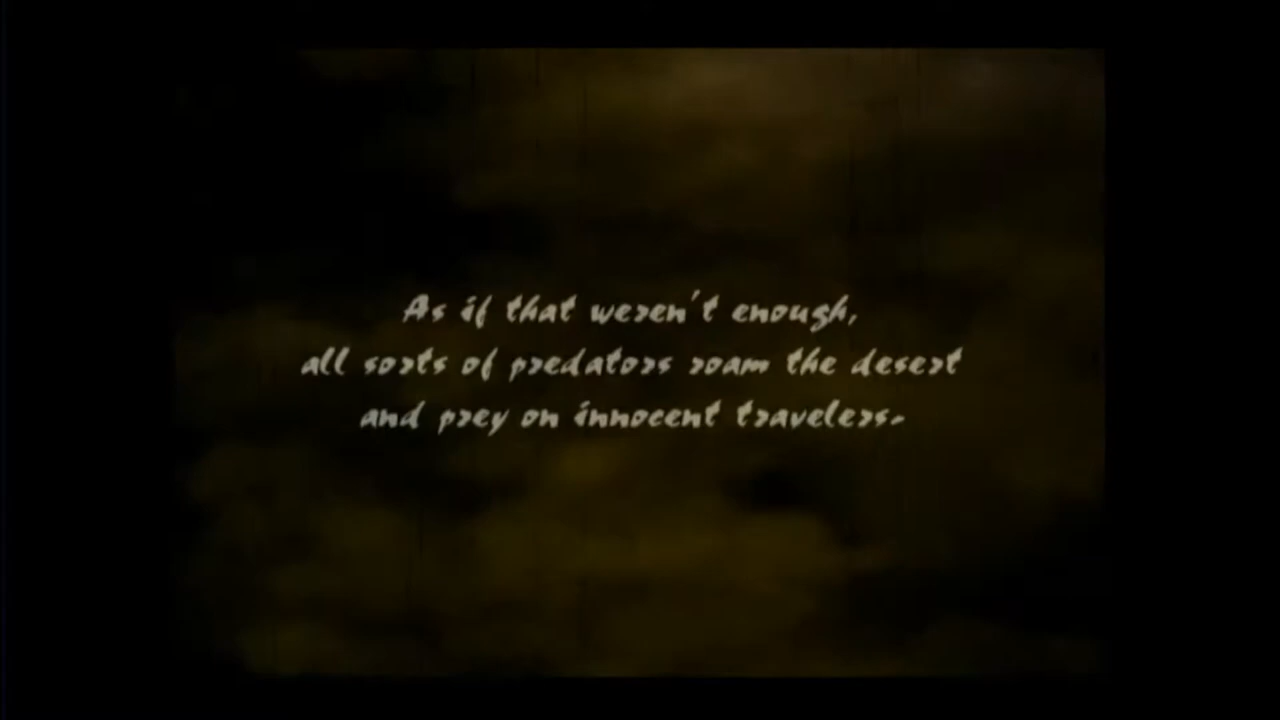 As if that weren't enough,
all sorts of predators roam the desert
and prey on innocent travelers.